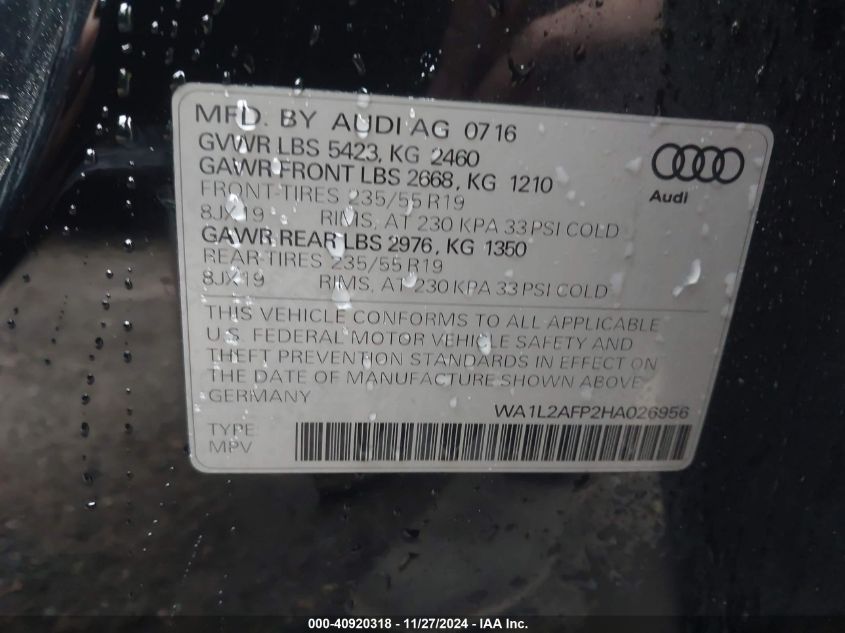 MFD. BY AUDI AG 0716
GVWR LBS 5423, KG 2460
GAWR FRONT LBS 2668, KG 1210
FRONT-TIRES 235/55 R19
8JX19 RIMS, AT 230 KPA 33 PSI COLD
GAWR REAR LBS 2976, KG 1350
REAR-TIRES 235/55 R19
8JX19 RIMS, AT 230 KPA 33 PSI COLD
Audi
THIS VEHICLE CONFORMS TO ALL APPLICABLE
U.S. FEDERAL MOTOR VEHICLE SAFETY AND
THEFT PREVENTION STANDARDS IN EFFECT ON
THE DATE OF MANUFACTURE SHOWN ABOVE
GERMANY
WA1L2AFP2HA026956
TYPE:
MPV
000-40920318 - 11/27/2024 - IAA Inc.